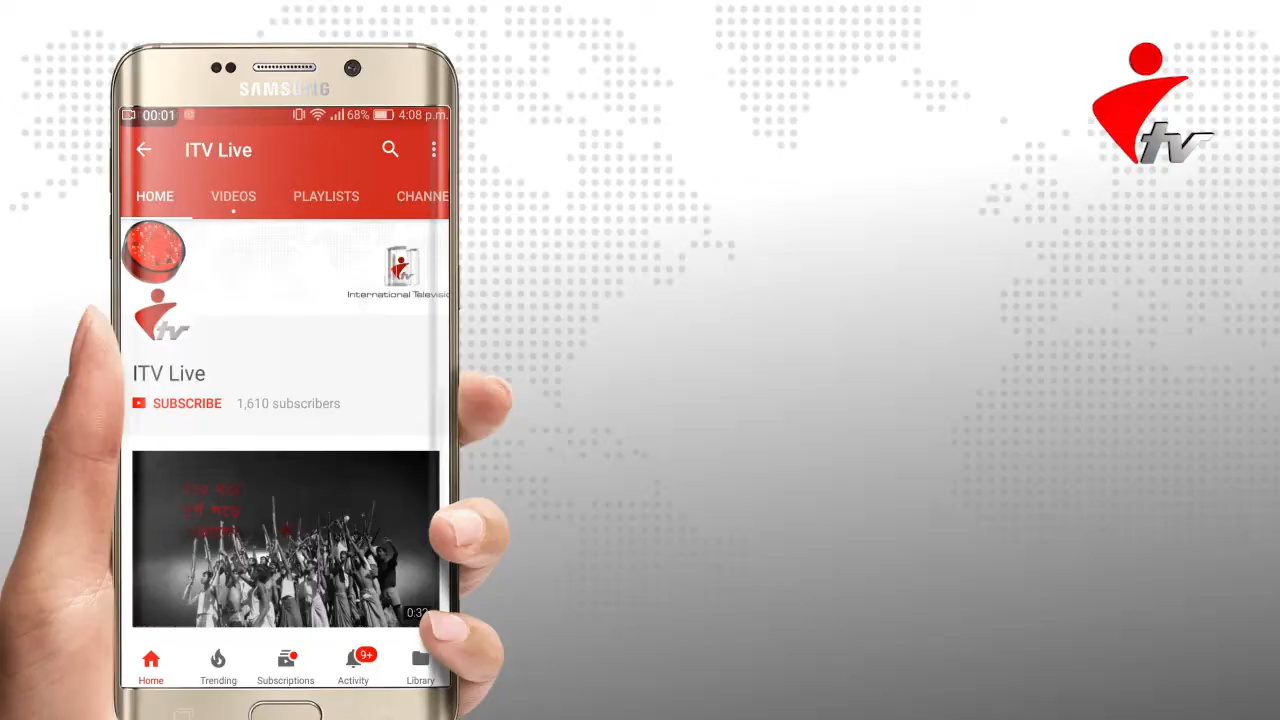 SAMSUNG
00:01 68% 4:08 p.m.
ITV Live
HOME VIDEOS PLAYLISTS CHANNE
tv
International Televisio
tv
ITV Live
SUBSCRIBE 1,610 subscribers
0:32
9+
Home Trending Subscriptions Activity Library
tv